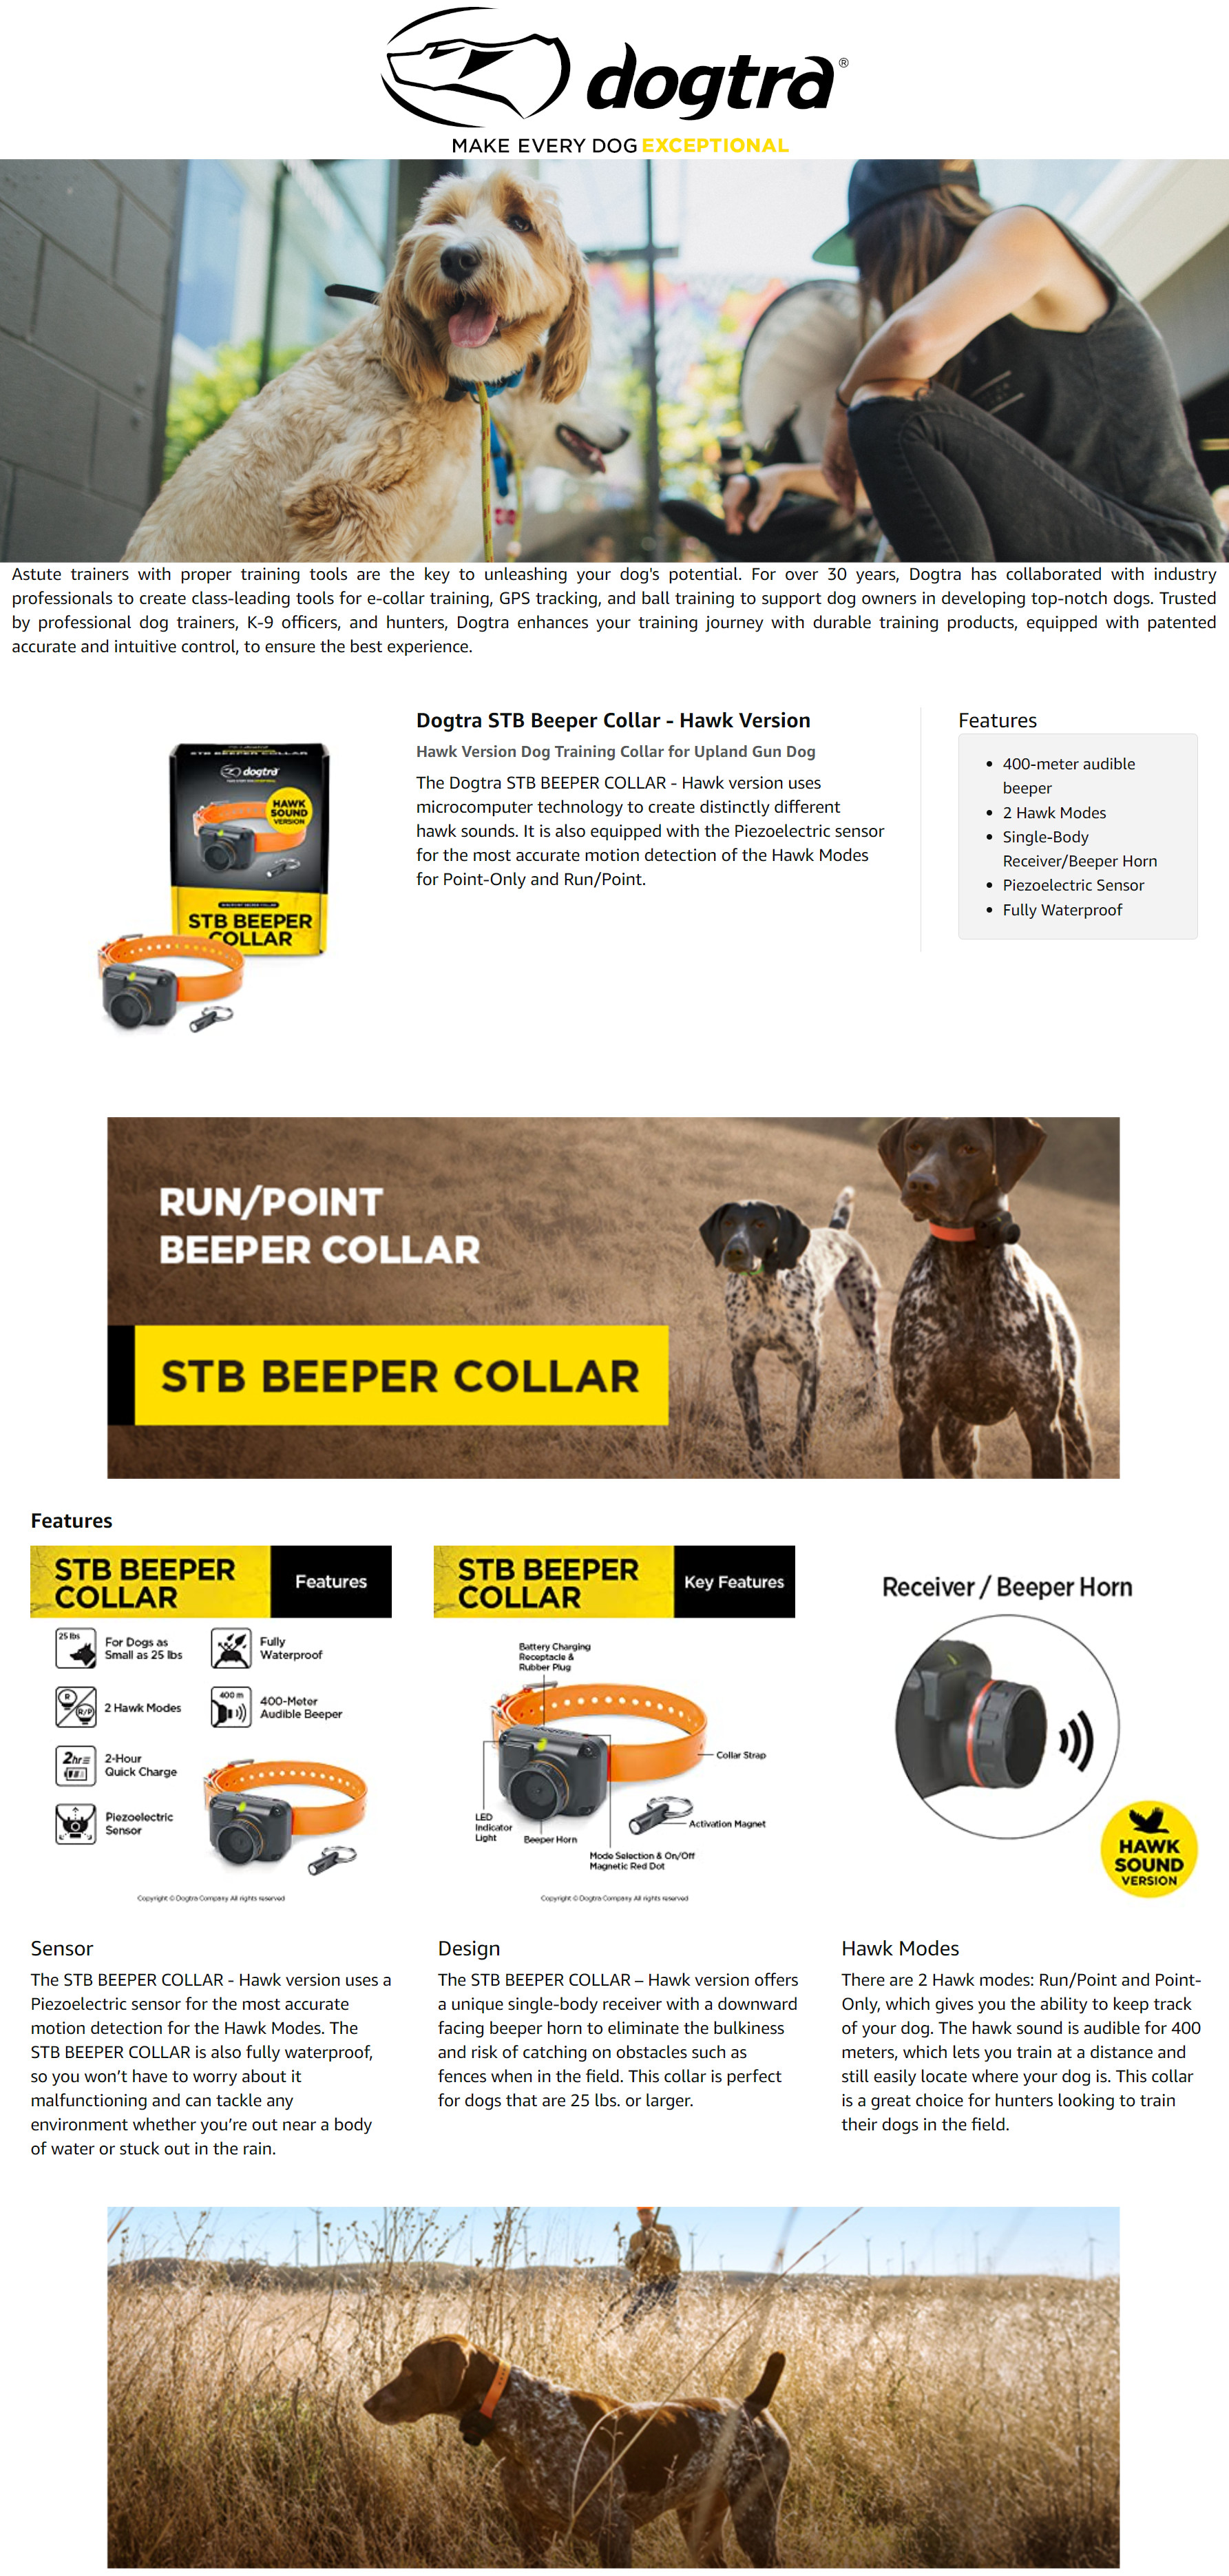 dogtra®
MAKE EVERY DOG EXCEPTIONAL
Astute trainers with proper training tools are the key to unleashing your dog's potential. For over 30 years, Dogtra has collaborated with industry
professionals to create class-leading tools for e-collar training, GPS tracking, and ball training to support dog owners in developing top-notch dogs. Trusted
by professional dog trainers, K-9 officers, and hunters, Dogtra enhances your training journey with durable training products, equipped with patented
accurate and intuitive control, to ensure the best experience.
STB BEEPER COLLAR
dogtra
HAWK
SOUND
VERSION
STB BEEPER
COLLAR
Dogtra STB Beeper Collar - Hawk Version
Hawk Version Dog Training Collar for Upland Gun Dog
The Dogtra STB BEEPER COLLAR - Hawk version uses
microcomputer technology to create distinctly different
hawk sounds. It is also equipped with the Piezoelectric sensor
for the most accurate motion detection of the Hawk Modes
for Point-Only and Run/Point.
Features
• 400-meter audible
beeper
• 2 Hawk Modes
• Single-Body
Receiver/Beeper Horn
• Piezoelectric Sensor
• Fully Waterproof
RUN/POINT
BEEPER COLLAR
STB BEEPER COLLAR
Features
STB BEEPER
COLLAR
Features
25 lbs
For Dogs as
Small as 25 lbs
Fully
Waterproof
R
R/P
2 Hawk Modes
400 m
400-Meter
Audible Beeper
2hr
2-Hour
Quick Charge
Piezoelectric
Sensor
Copyright © Dogtra Company All rights reserved
STB BEEPER
COLLAR
Key Features
Battery Charging
Receptacle &
Rubber Plug
Collar Strap
LED
Indicator
Light
Beeper Horn
Activation Magnet
Mode Selection & On/Off
Magnetic Red Dot
Copyright © Dogtra Company All rights reserved
Receiver / Beeper Horn
HAWK
SOUND
VERSION
Sensor
The STB BEEPER COLLAR - Hawk version uses a
Piezoelectric sensor for the most accurate
motion detection for the Hawk Modes. The
STB BEEPER COLLAR is also fully waterproof,
so you won't have to worry about it
malfunctioning and can tackle any
environment whether you're out near a body
of water or stuck out in the rain.
Design
The STB BEEPER COLLAR – Hawk version offers
a unique single-body receiver with a downward
facing beeper horn to eliminate the bulkiness
and risk of catching on obstacles such as
fences when in the field. This collar is perfect
for dogs that are 25 lbs. or larger.
Hawk Modes
There are 2 Hawk modes: Run/Point and Point-
Only, which gives you the ability to keep track
of your dog. The hawk sound is audible for 400
meters, which lets you train at a distance and
still easily locate where your dog is. This collar
is a great choice for hunters looking to train
their dogs in the field.